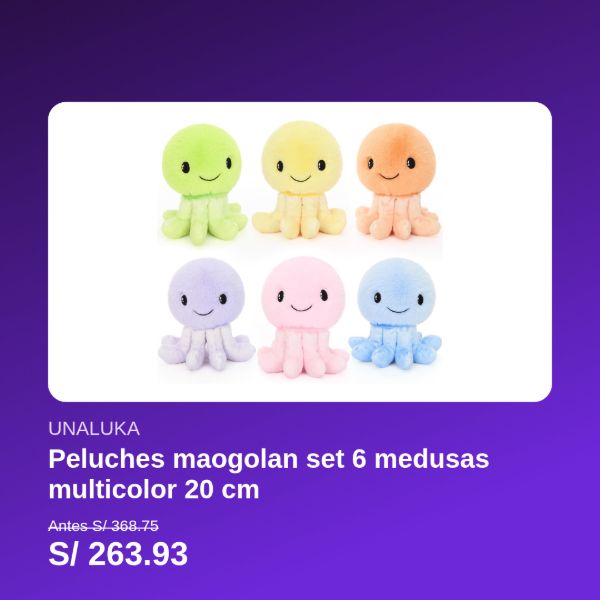 UNALUKA
Peluches maogolan set 6 medusas
multicolor 20 cm
Antes S/ 368.75
S/ 263.93